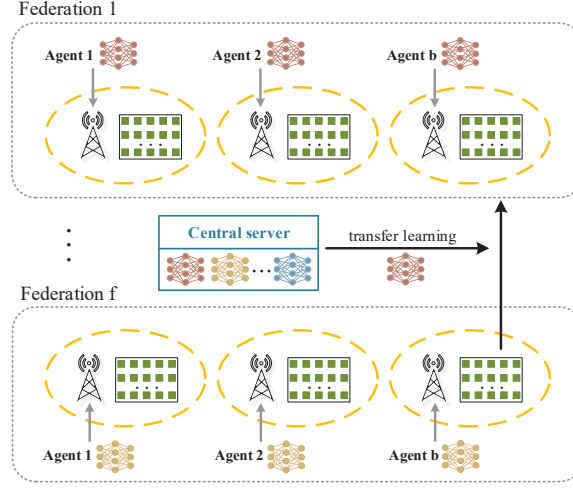 Federation 1
Agent 1
Agent 2
Agent b
Central server
transfer learning
Federation f
Agent 1
Agent 2
Agent b